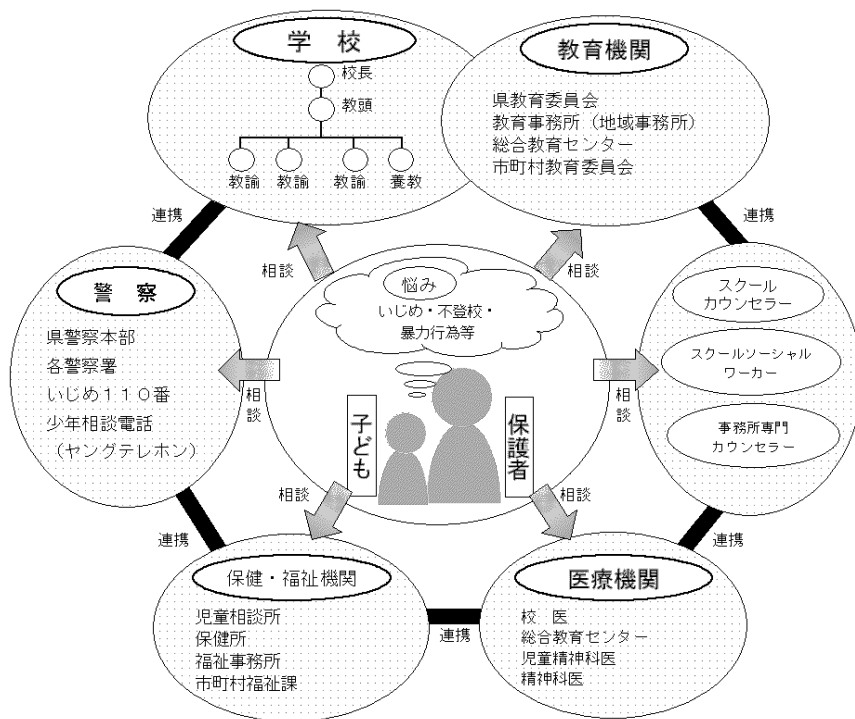 学　校
校長
教頭
教諭
教諭
教諭
養教
教育機関
県教育委員会
教育事務所（地域事務所）
総合教育センター
市町村教育委員会
連携
連携
相談
相談
警　察
県警察本部
各警察署
いじめ１１０番
少年相談電話
（ヤングテレホン）
悩み
いじめ・不登校・
暴力行為等
スクール
カウンセラー
スクールソーシャル
ワーカー
事務所専門
カウンセラー
相談
相談
子ども
保護者
相談
相談
連携
連携
保健・福祉機関
児童相談所
保健所
福祉事務所
市町村福祉課
連携
医療機関
校　医
総合教育センター
児童精神科医
精神科医